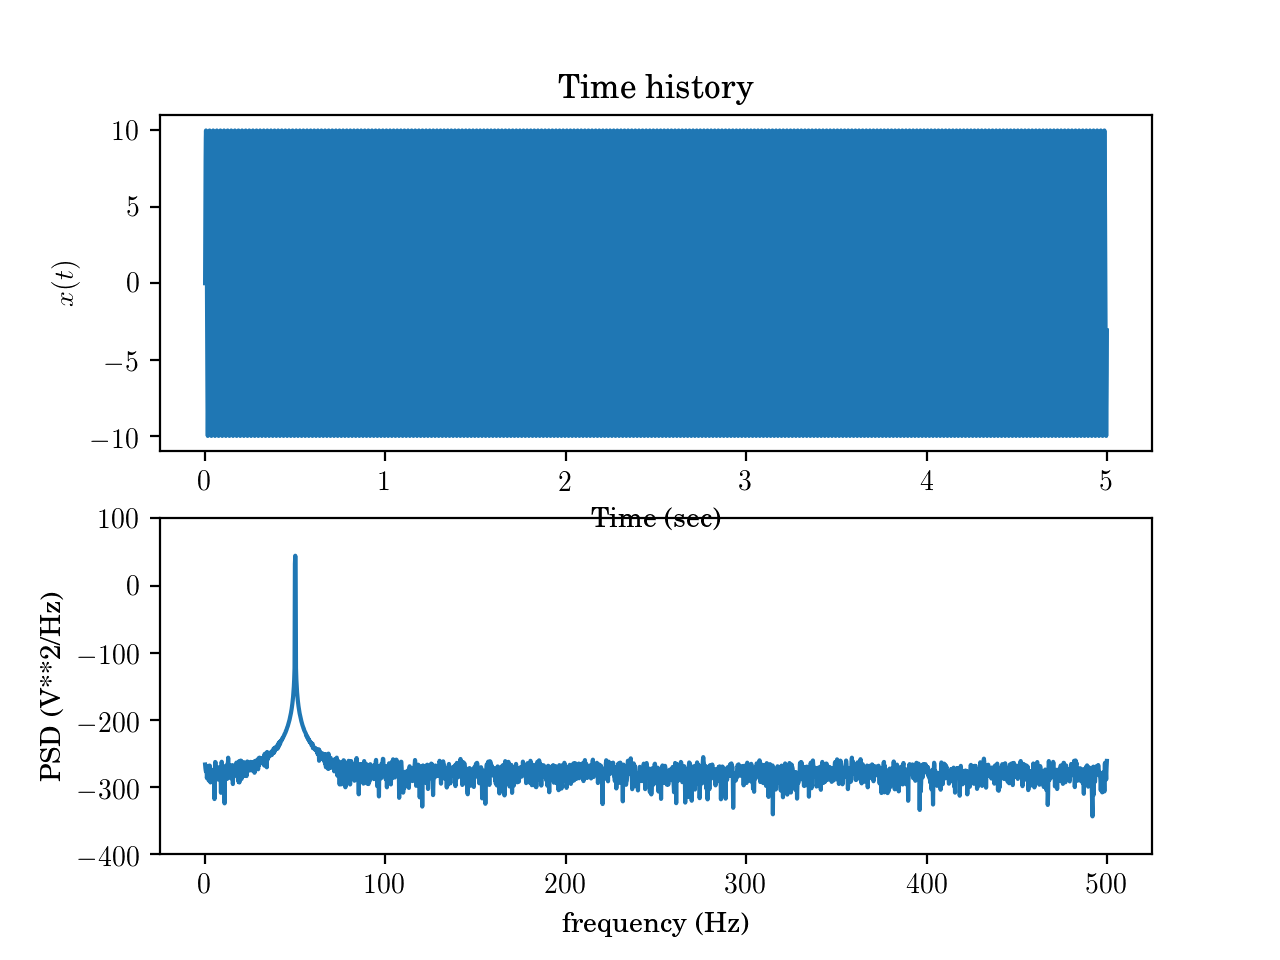 Time history
10
5
0
−5
−10
x(t)
0 1 2 3 4 5
Time (sec)
100
0
−100
−200
−300
−400
PSD (V**2/Hz)
0 100 200 300 400 500
frequency (Hz)